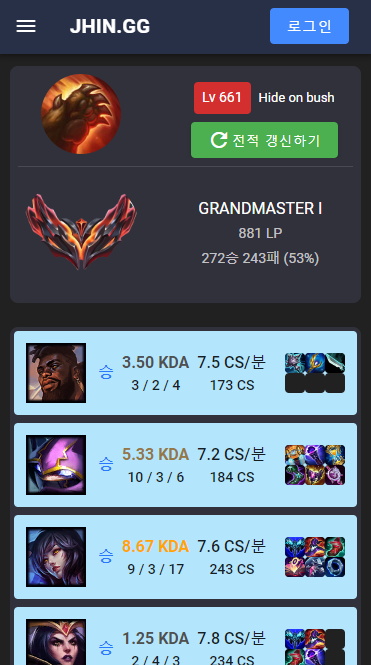 JHIN.GG
로그인
Lv 661 Hide on bush
전적 갱신하기
GRANDMASTER I
881 LP
272승 243패 (53%)
승 3.50 KDA 7.5 CS/분
3 / 2 / 4 173 CS
승 5.33 KDA 7.2 CS/분
10 / 3 / 6 184 CS
승 8.67 KDA 7.6 CS/분
9 / 3 / 17 243 CS
승 1.25 KDA 7.8 CS/분
2 / 4 / 3 234 CS